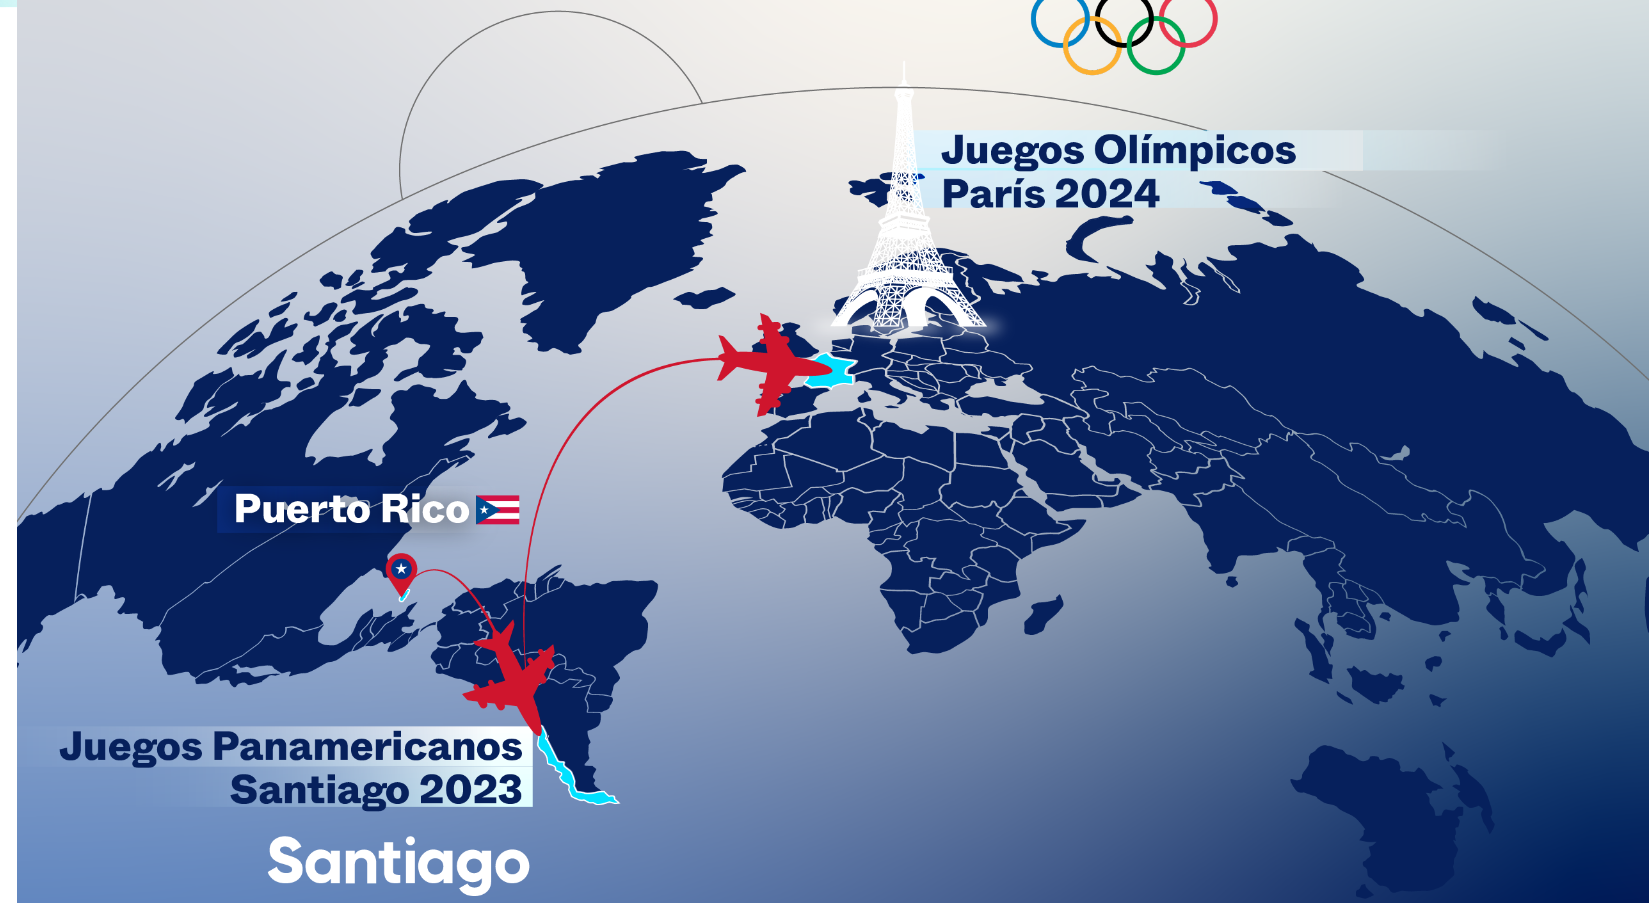 Juegos Olímpicos
París 2024
Puerto Rico
Juegos Panamericanos
Santiago 2023
Santiago